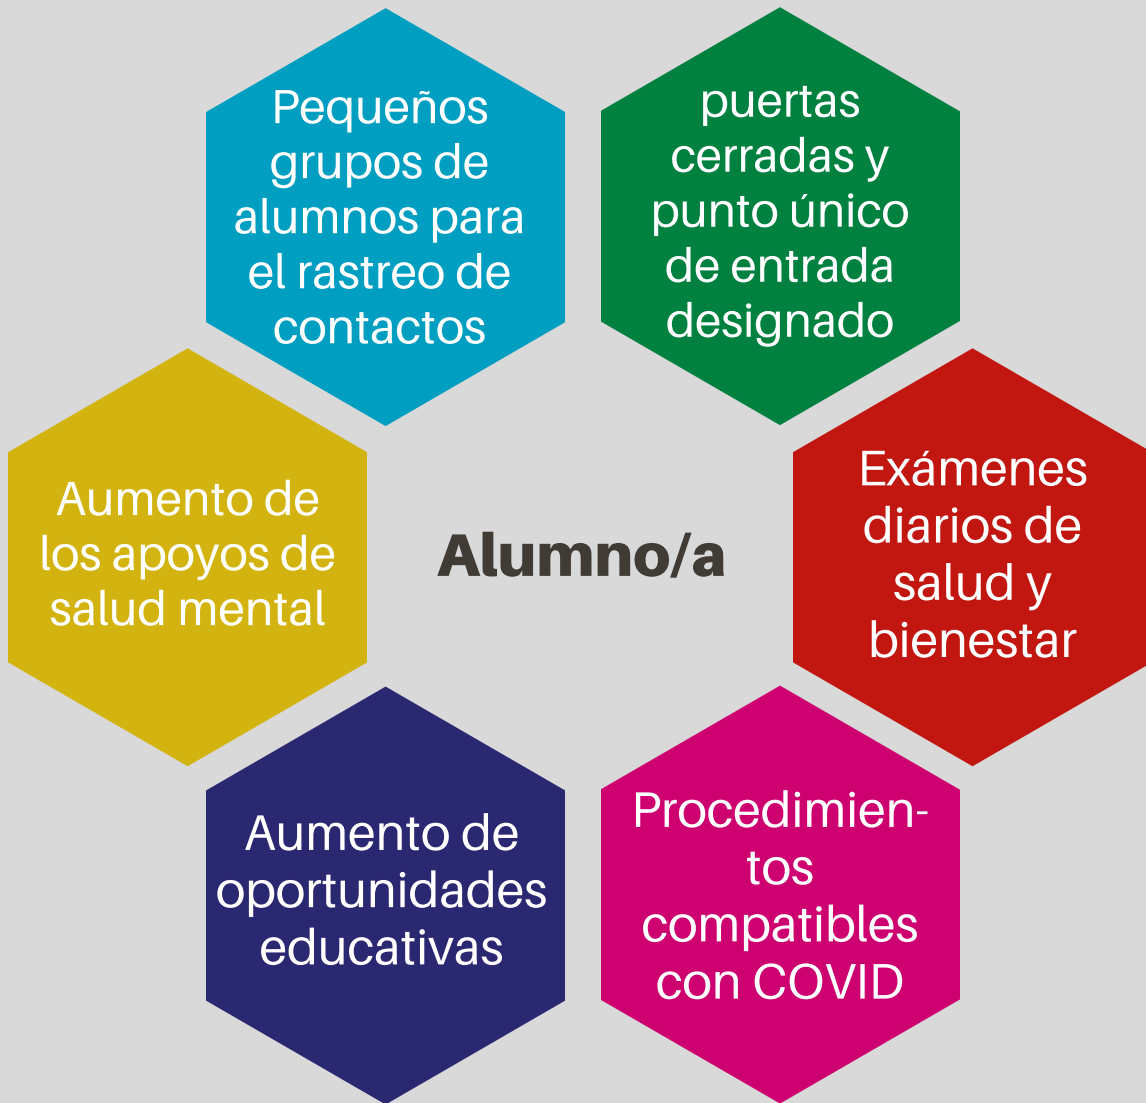 Pequeños
grupos de
alumnos para
el rastreo de
contactos
puertas
cerradas y
punto único
de entrada
designado
Aumento de
los apoyos de
salud mental
Alumno/a
Exámenes
diarios de
salud y
bienestar
Aumento de
oportunidades
educativas
Procedimien-
tos
compatibles
con COVID